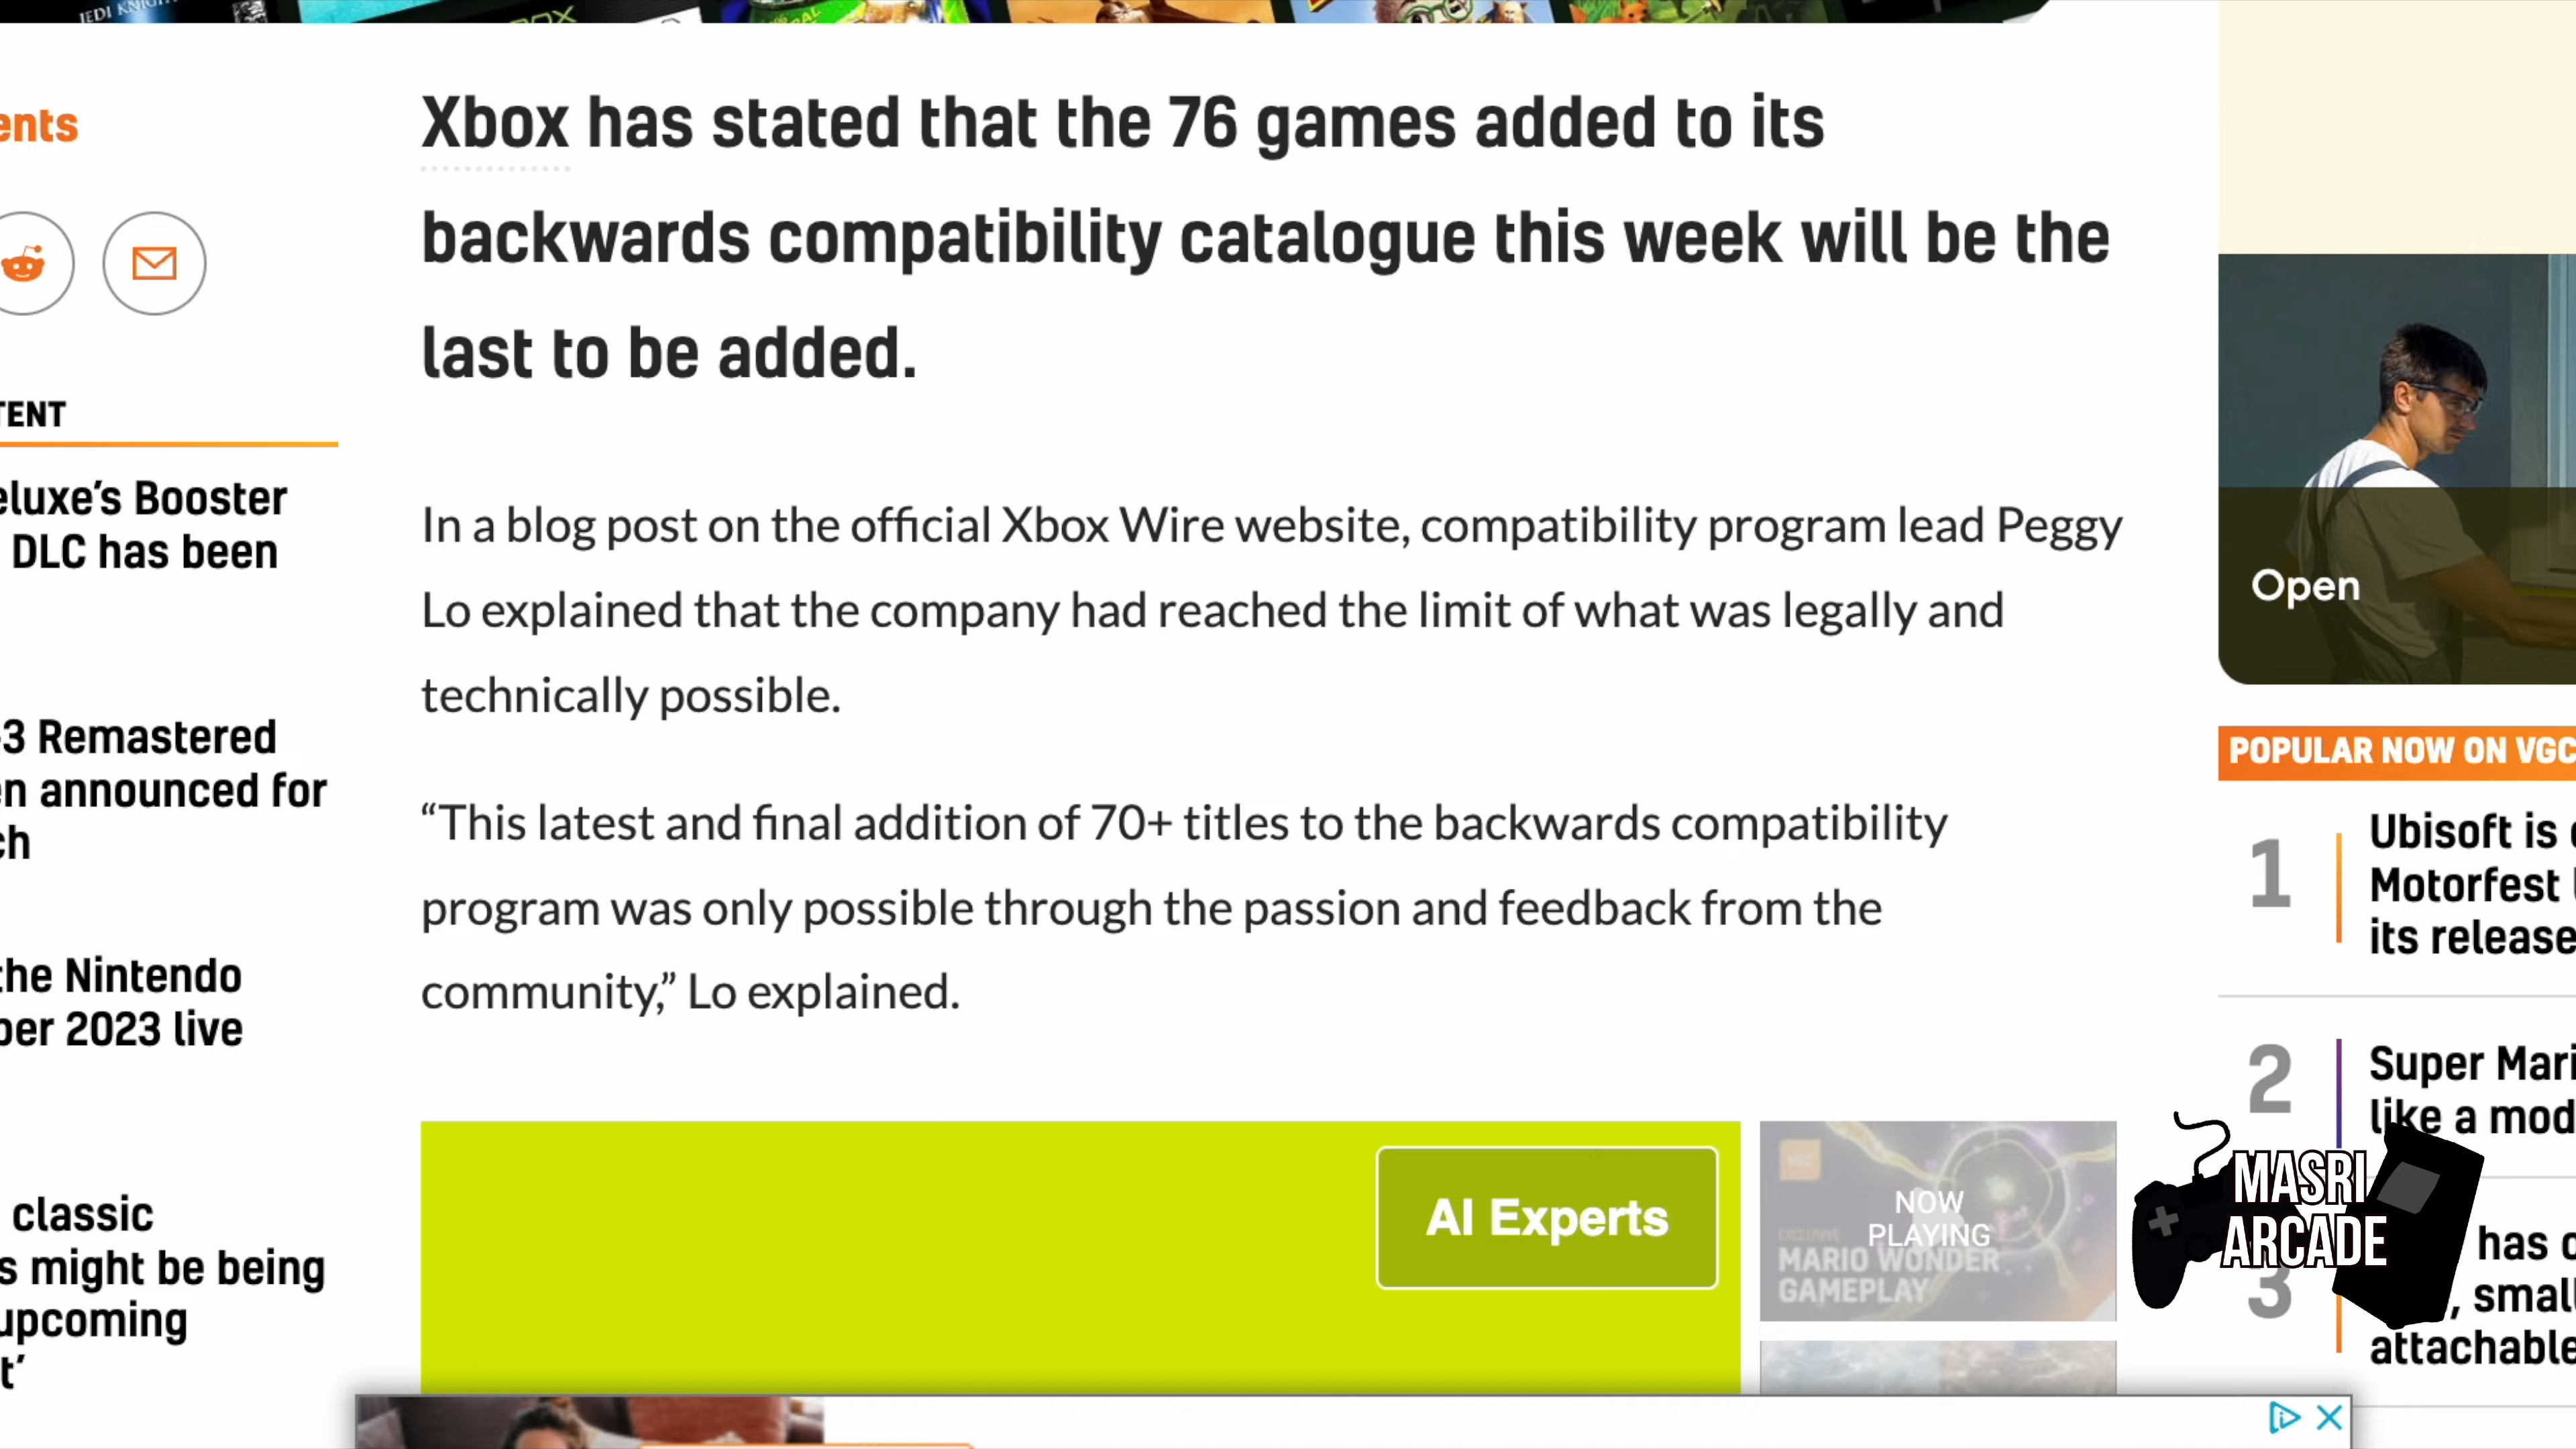 JEDI KNIGHT
ents
Xbox has stated that the 76 games added to its
backwards compatibility catalogue this week will be the
last to be added.
TENT
eluxe's Booster
DLC has been
-3 Remastered
en announced for
ch
the Nintendo
ber 2023 live
classic
s might be being
upcoming
t'
In a blog post on the official Xbox Wire website, compatibility program lead Peggy
Lo explained that the company had reached the limit of what was legally and
technically possible.
“This latest and final addition of 70+ titles to the backwards compatibility
program was only possible through the passion and feedback from the
community,” Lo explained.
AI Experts
NOW
PLAYING
EXCLUSIVE
MARIO WONDER
GAMEPLAY
Open
POPULAR NOW ON VGC
1
Ubisoft is
Motorfest
its release
2
Super Mari
like a mod
3
has
, small
attachable
MASRI
ARCADE